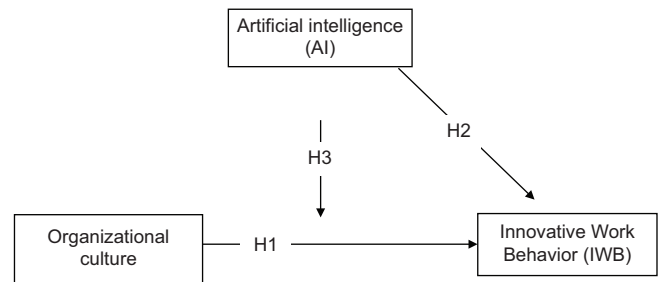 Artificial intelligence
(AI)
H2
H3
Organizational
culture
H1
Innovative Work
Behavior (IWB)